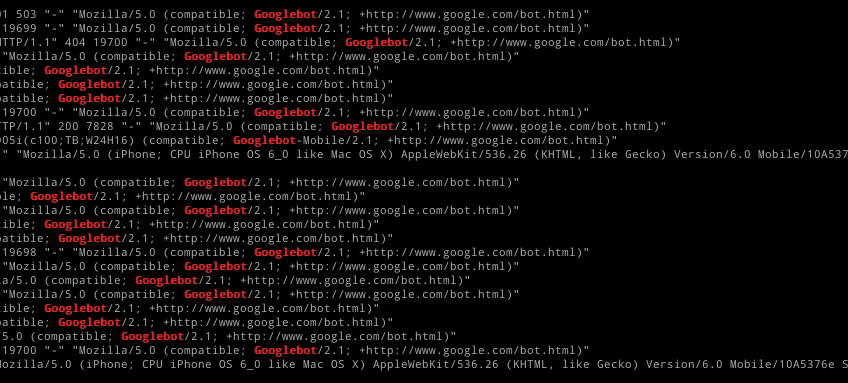 01 503 "-" "Mozilla/5.0 (compatible; Googlebot/2.1; +http://www.google.com/bot.html)"
19699 "-" "Mozilla/5.0 (compatible; Googlebot/2.1; +http://www.google.com/bot.html)"
HTTP/1.1" 404 19700 "-" "Mozilla/5.0 (compatible; Googlebot/2.1; +http://www.google.com/bot.html)"
"Mozilla/5.0 (compatible; Googlebot/2.1; +http://www.google.com/bot.html)"
tible; Googlebot/2.1; +http://www.google.com/bot.html)"
patible; Googlebot/2.1; +http://www.google.com/bot.html)"
patible; Googlebot/2.1; +http://www.google.com/bot.html)"
19700 "-" "Mozilla/5.0 (compatible; Googlebot/2.1; +http://www.google.com/bot.html)"
TTP/1.1" 200 7828 "-" "Mozilla/5.0 (compatible; Googlebot/2.1; +http://www.google.com/bot.html)"
905i(c100;TB;W24H16) (compatible; Googlebot-Mobile/2.1; +http://www.google.com/bot.html)"
" "Mozilla/5.0 (iPhone; CPU iPhone OS 6_0 like Mac OS X) AppleWebKit/536.26 (KHTML, like Gecko) Version/6.0 Mobile/10A537
"Mozilla/5.0 (compatible; Googlebot/2.1; +http://www.google.com/bot.html)"
ble; Googlebot/2.1; +http://www.google.com/bot.html)"
"Mozilla/5.0 (compatible; Googlebot/2.1; +http://www.google.com/bot.html)"
tible; Googlebot/2.1; +http://www.google.com/bot.html)"
patible; Googlebot/2.1; +http://www.google.com/bot.html)"
19698 "-" "Mozilla/5.0 (compatible; Googlebot/2.1; +http://www.google.com/bot.html)"
"Mozilla/5.0 (compatible; Googlebot/2.1; +http://www.google.com/bot.html)"
la/5.0 (compatible; Googlebot/2.1; +http://www.google.com/bot.html)"
"Mozilla/5.0 (compatible; Googlebot/2.1; +http://www.google.com/bot.html)"
tible; Googlebot/2.1; +http://www.google.com/bot.html)"
patible; Googlebot/2.1; +http://www.google.com/bot.html)"
/5.0 (compatible; Googlebot/2.1; +http://www.google.com/bot.html)"
19700 "-" "Mozilla/5.0 (compatible; Googlebot/2.1; +http://www.google.com/bot.html)"
Mozilla/5.0 (iPhone; CPU iPhone OS 6_0 like Mac OS X) AppleWebKit/536.26 (KHTML, like Gecko) Version/6.0 Mobile/10A5376e S